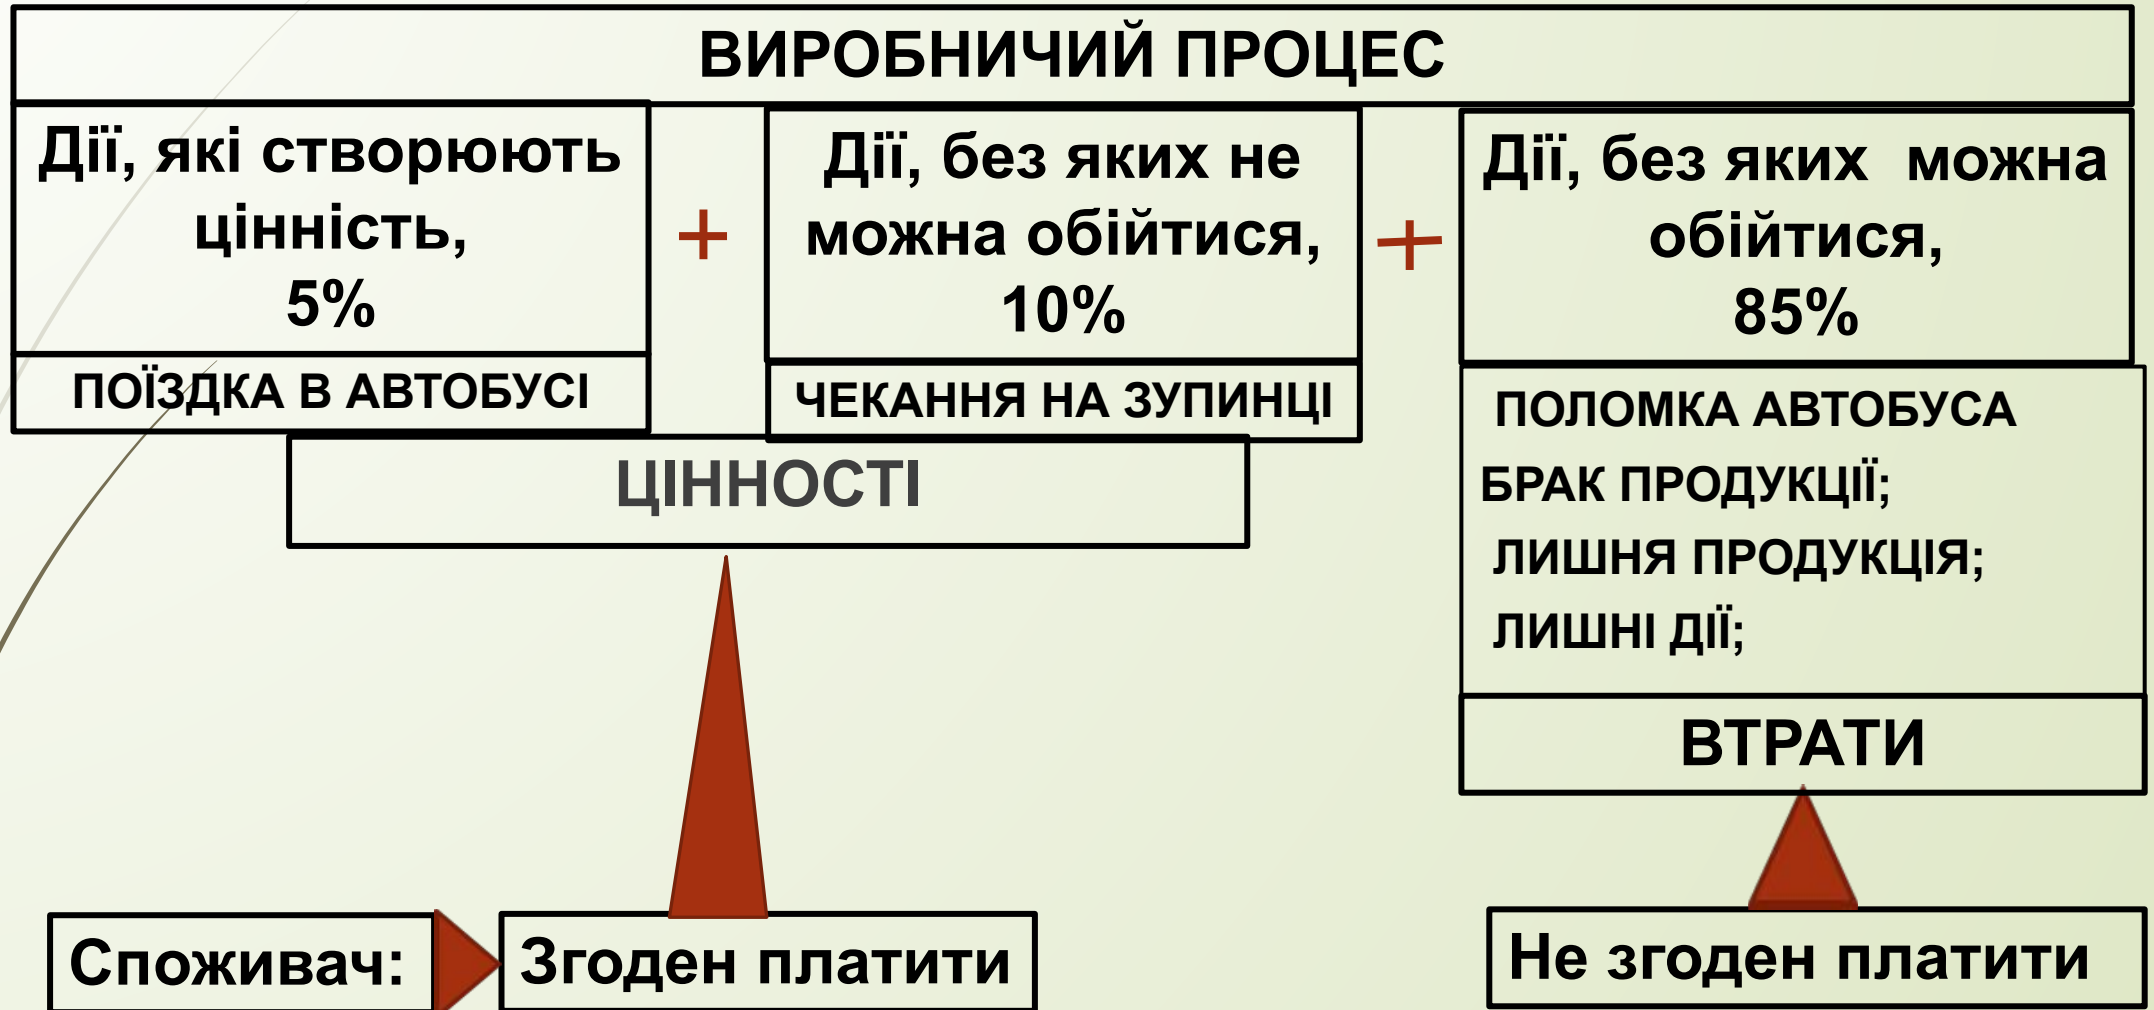 ВИРОБНИЧИЙ ПРОЦЕС
Дії, які створюють
цінність,
5%
+
Дії, без яких не
можна обійтися,
10%
+
Дії, без яких можна
обійтися,
85%
ПОЇЗДКА В АВТОБУСІ
ЧЕКАННЯ НА ЗУПИНЦІ
ПОЛОМКА АВТОБУСА
БРАК ПРОДУКЦІЇ;
ЛИШНЯ ПРОДУКЦІЯ;
ЛИШНІ ДІЇ;
ЦІННОСТІ
ВТРАТИ
Споживач:
Згоден платити
Не згоден платити